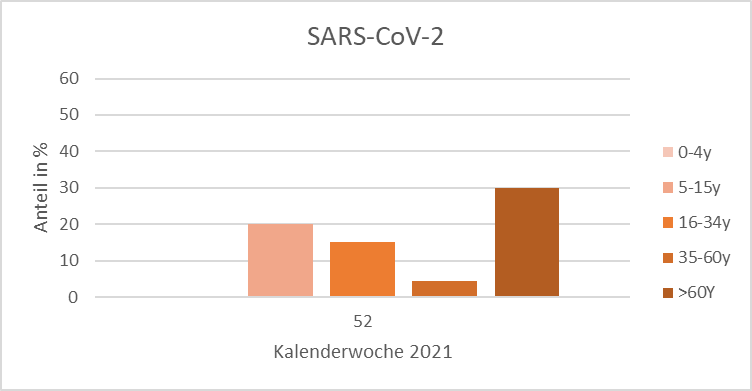 SARS-CoV-2
60
50
40
30
20
10
0
Anteil in %
52
Kalenderwoche 2021
0-4y
5-15y
16-34y
35-60y
>60Y